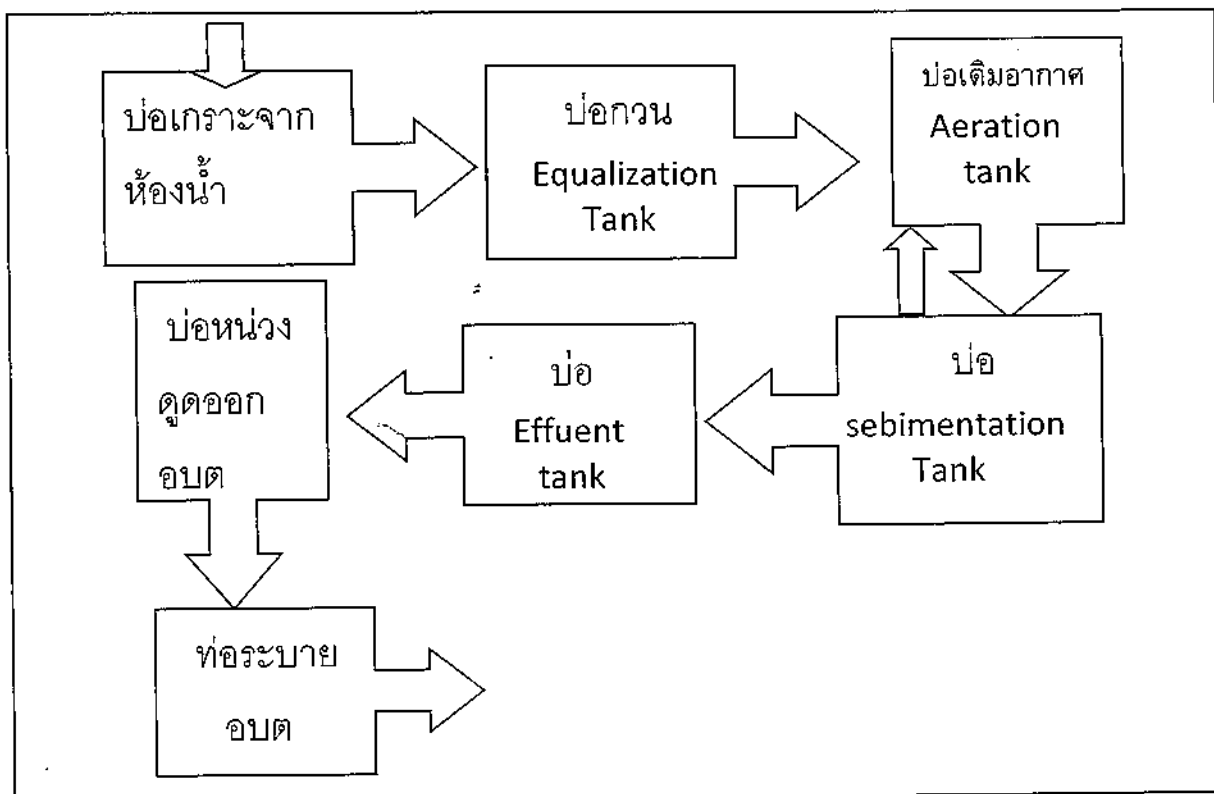 บ่อเกราะจาก
ห้องน้ำ
บ่อกวน
Equalization
Tank
บ่อเติมอากาศ
Aeration
tank
บ่อ
sebimentation
Tank
บ่อ
Effuent
tank
บ่อหน่วง
ดูดออก
อบต
ท่อระบาย
อบต